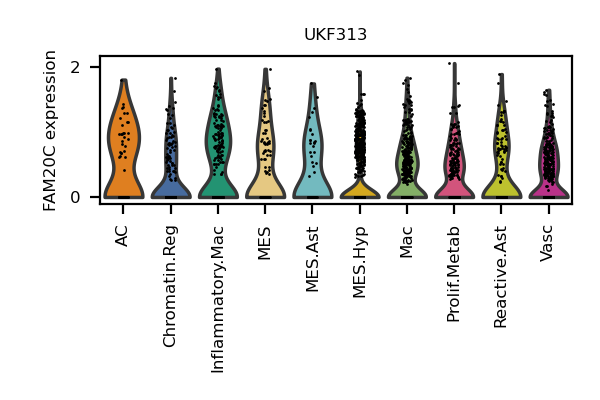 UKF313
FAM20C expression
2
0
AC
Chromatin.Reg
Inflammatory.Mac
MES
MES.Ast
MES.Hyp
Mac
Prolif.Metab
Reactive.Ast
Vasc